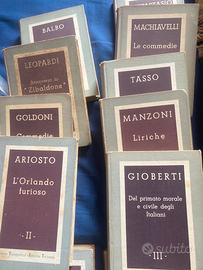 BALBO
MACHIAVELLI
Le commedie
LEOPARDI
"Zibaldone"
TASSO
GOLDONI
Commedie
MANZONI
Liriche
ARIOSTO
L'Orlando
furioso
- II -
GIOBERTI
Del primato morale
e civile degli
Italiani
- III -
subito